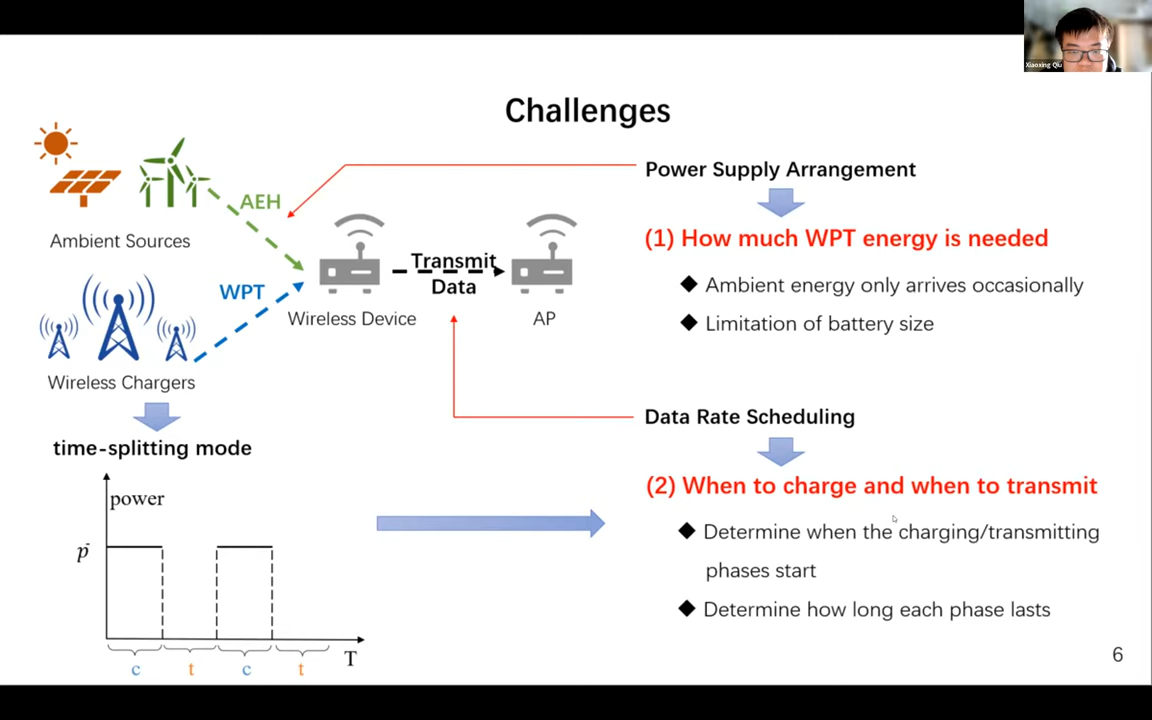 Xiaoxing Qiu
Challenges
AEH
Ambient Sources
WPT
Wireless Chargers
Transmit
Data
Wireless Device
AP
time-splitting mode
power
p̄
c
t
c
t
T
Power Supply Arrangement
(1) How much WPT energy is needed
◆ Ambient energy only arrives occasionally
◆ Limitation of battery size
Data Rate Scheduling
(2) When to charge and when to transmit
◆ Determine when the charging/transmitting
phases start
◆ Determine how long each phase lasts
6